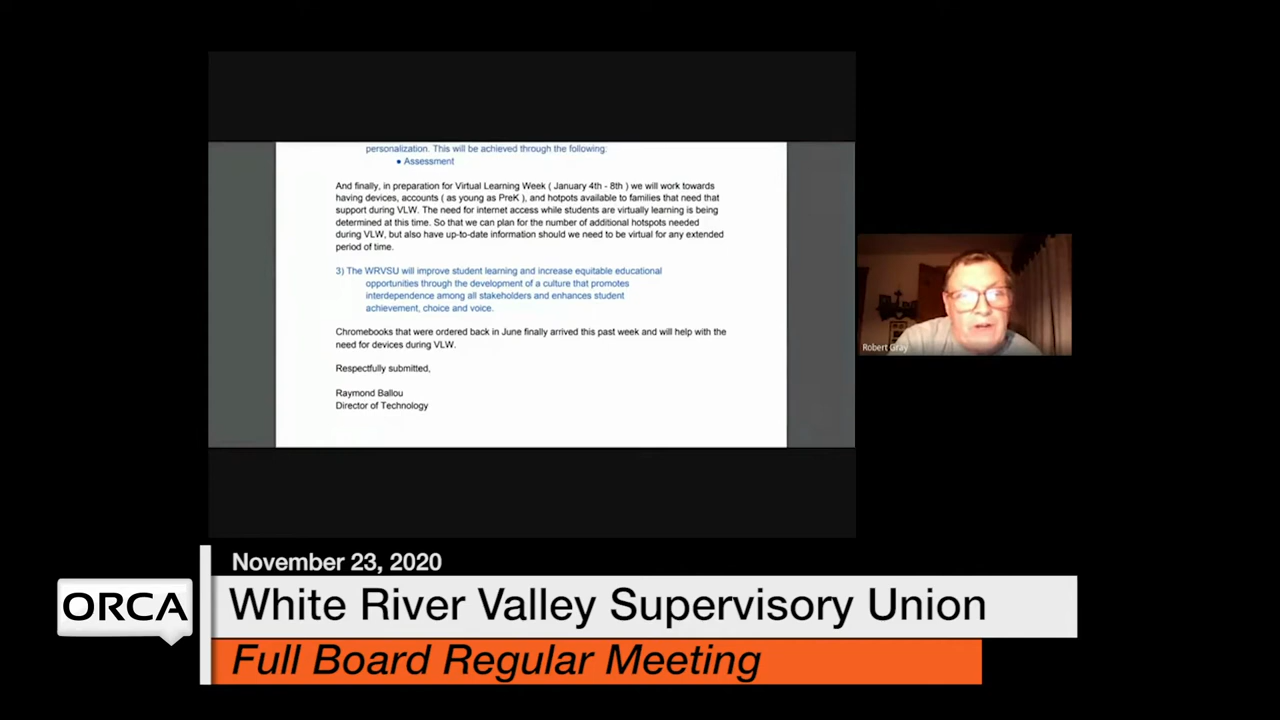 personalization. This will be achieved through the following:
● Assessment
And finally, in preparation for Virtual Learning Week ( January 4th - 8th ) we will work towards
having devices, accounts ( as young as PreK ), and hotpots available to families that need that
support during VLW. The need for internet access while students are virtually learning is being
determined at this time. So that we can plan for the number of additional hotspots needed
during VLW, but also have up-to-date information should we need to be virtual for any extended
period of time.
3) The WRVSU will improve student learning and increase equitable educational
opportunities through the development of a culture that promotes
interdependence among all stakeholders and enhances student
achievement, choice and voice.
Chromebooks that were ordered back in June finally arrived this past week and will help with the
need for devices during VLW.
Respectfully submitted,
Raymond Ballou
Director of Technology
Robert Gray
November 23, 2020
ORCA
White River Valley Supervisory Union
Full Board Regular Meeting